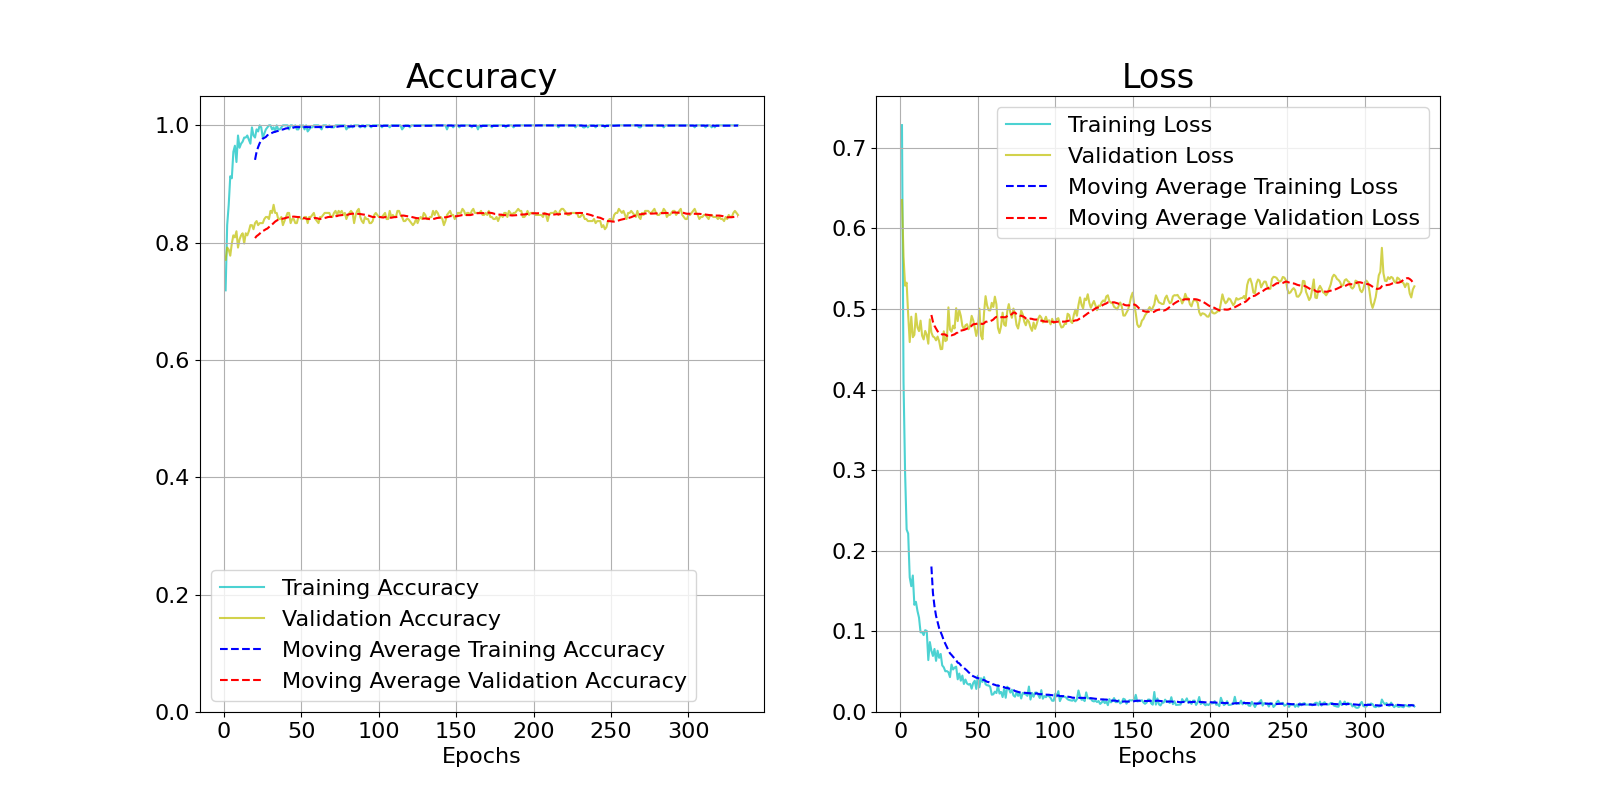 Accuracy
1.0
0.8
0.6
0.4
0.2
0.0
Training Accuracy
Validation Accuracy
Moving Average Training Accuracy
Moving Average Validation Accuracy
0 50 100 150 200 250 300
Epochs
Loss
0.7
0.6
0.5
0.4
0.3
0.2
0.1
0.0
Training Loss
Validation Loss
Moving Average Training Loss
Moving Average Validation Loss
0 50 100 150 200 250 300
Epochs